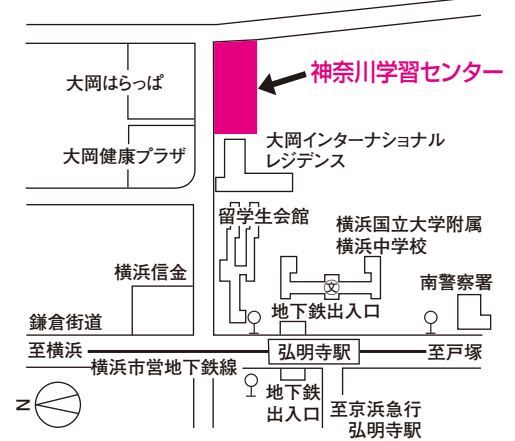 神奈川学習センター
大岡はらっぱ
大岡インターナショナル
レジデンス
大岡健康プラザ
留学生会館
横浜国立大学附属
横浜中学校
文
横浜信金
南警察署
地下鉄出入口
鎌倉街道
至横浜
弘明寺駅
至戸塚
横浜市営地下鉄線
地下鉄
出入口
至京浜急行
弘明寺駅
N